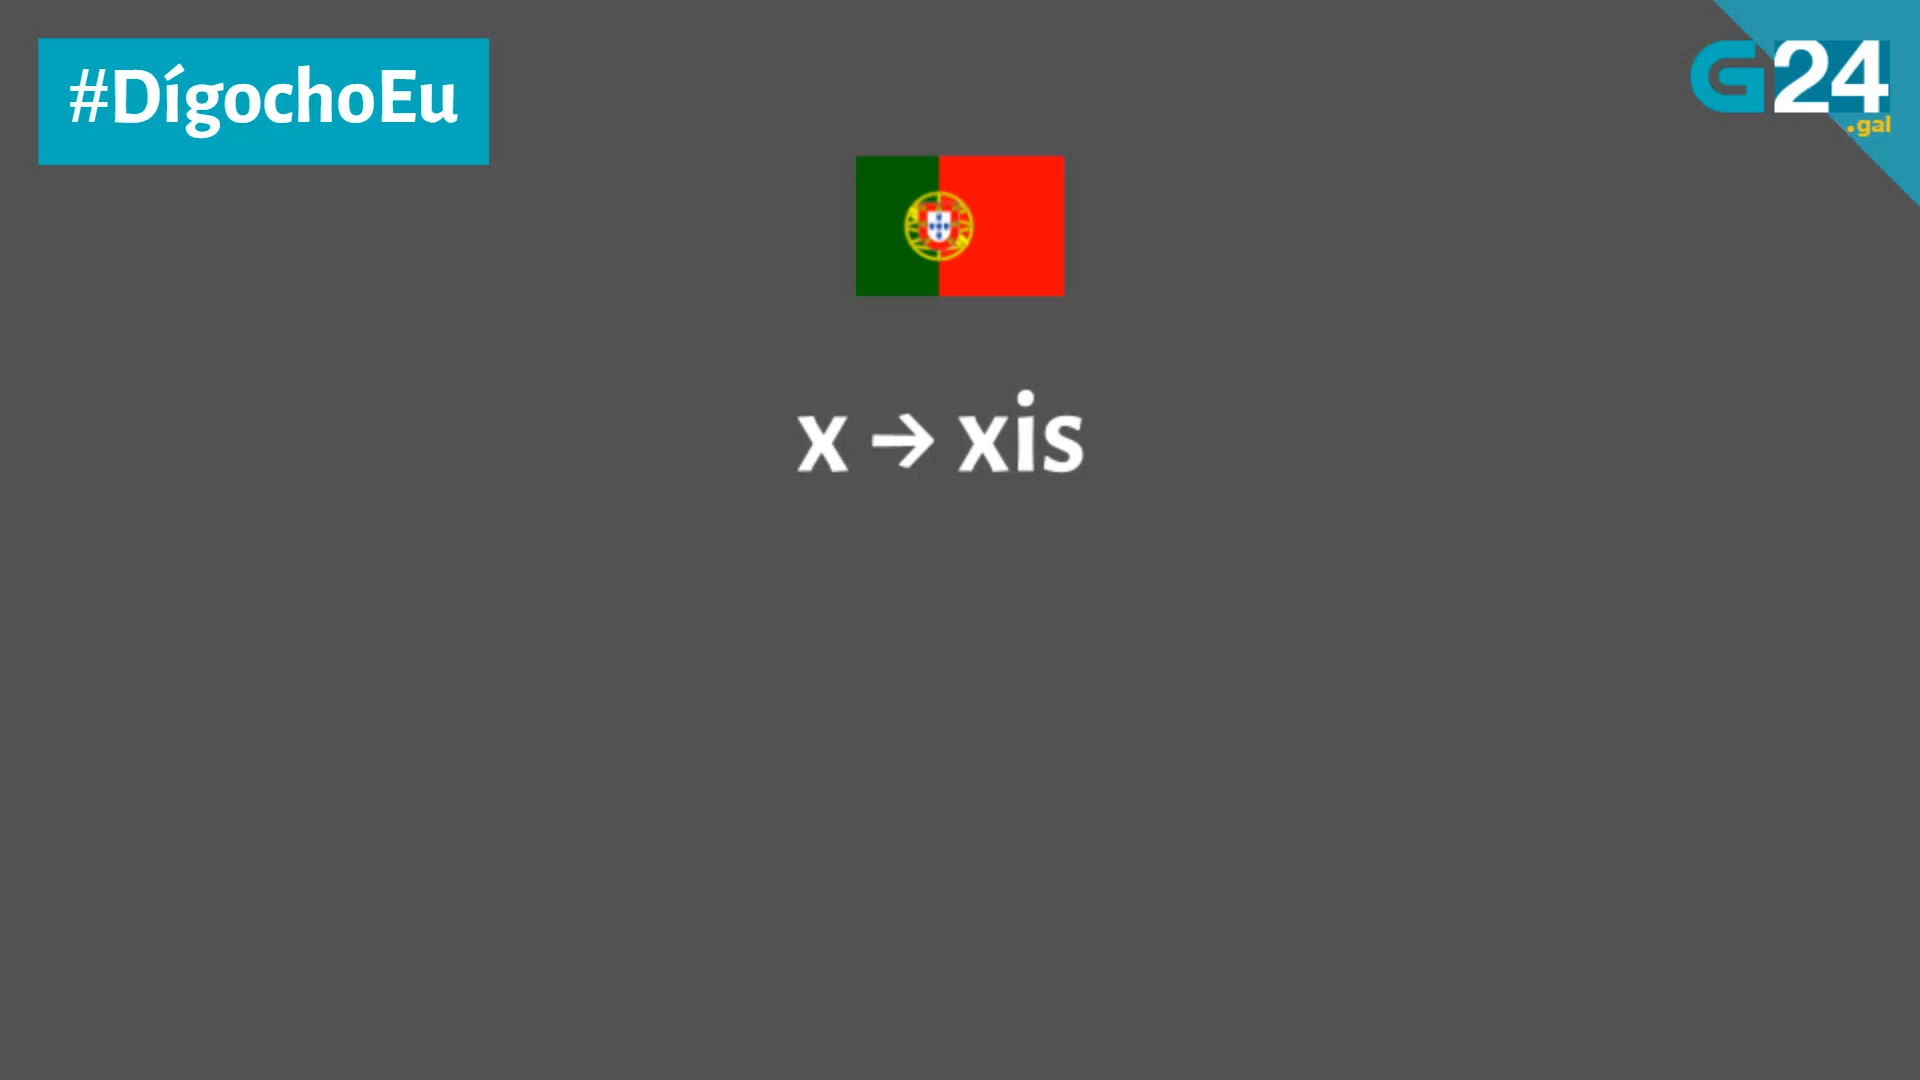 #DígochoEu
G24
.gal
x → xis